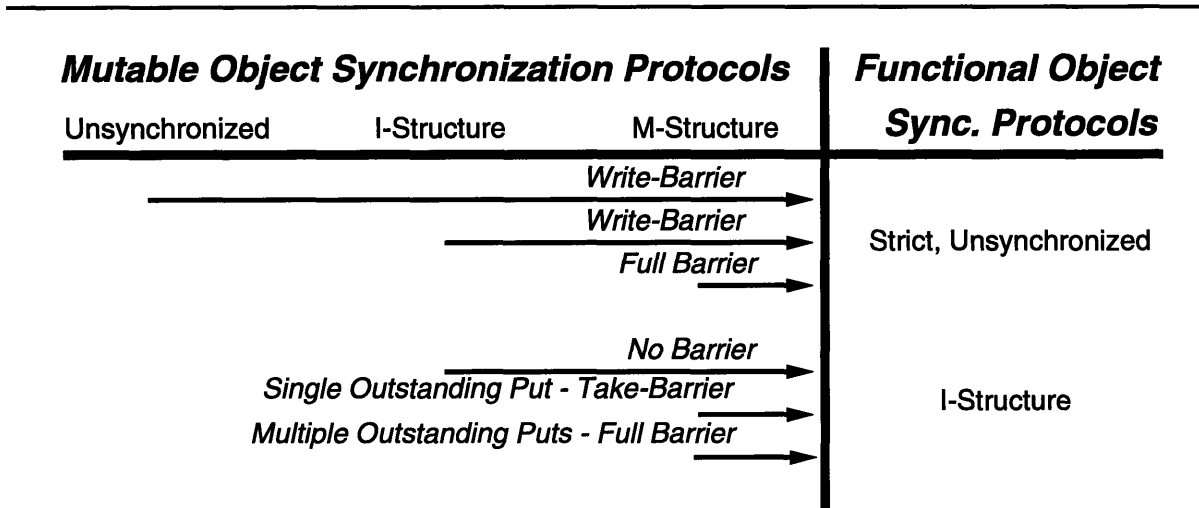 Mutable Object Synchronization Protocols
Functional Object
Sync. Protocols
Unsynchronized
I-Structure
M-Structure
Write-Barrier
Write-Barrier
Full Barrier
Strict, Unsynchronized
No Barrier
Single Outstanding Put - Take-Barrier
Multiple Outstanding Puts - Full Barrier
I-Structure